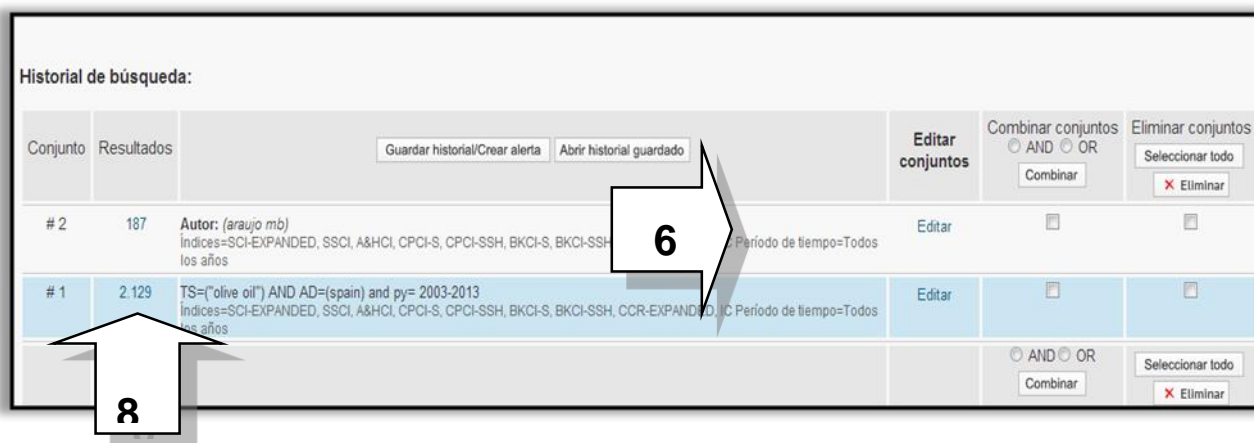 Historial de búsqueda:
Conjunto Resultados Guardar historial/Crear alerta Abrir historial guardado Editar conjuntos Combinar conjuntos AND OR Combinar Eliminar conjuntos Seleccionar todo Eliminar
# 2 187 Autor: (araujo mb) Editar
Índices=SCI-EXPANDED, SSCI, A&HCI, CPCI-S, CPCI-SSH, BKCI-S, BKCI-SSH Período de tiempo=Todos
los años
6
# 1 2.129 TS=("olive oil") AND AD=(spain) and py= 2003-2013 Editar
Índices=SCI-EXPANDED, SSCI, A&HCI, CPCI-S, CPCI-SSH, BKCI-S, BKCI-SSH, CCR-EXPANDED, IC Período de tiempo=Todos
los años
AND OR Seleccionar todo
Combinar Eliminar
8